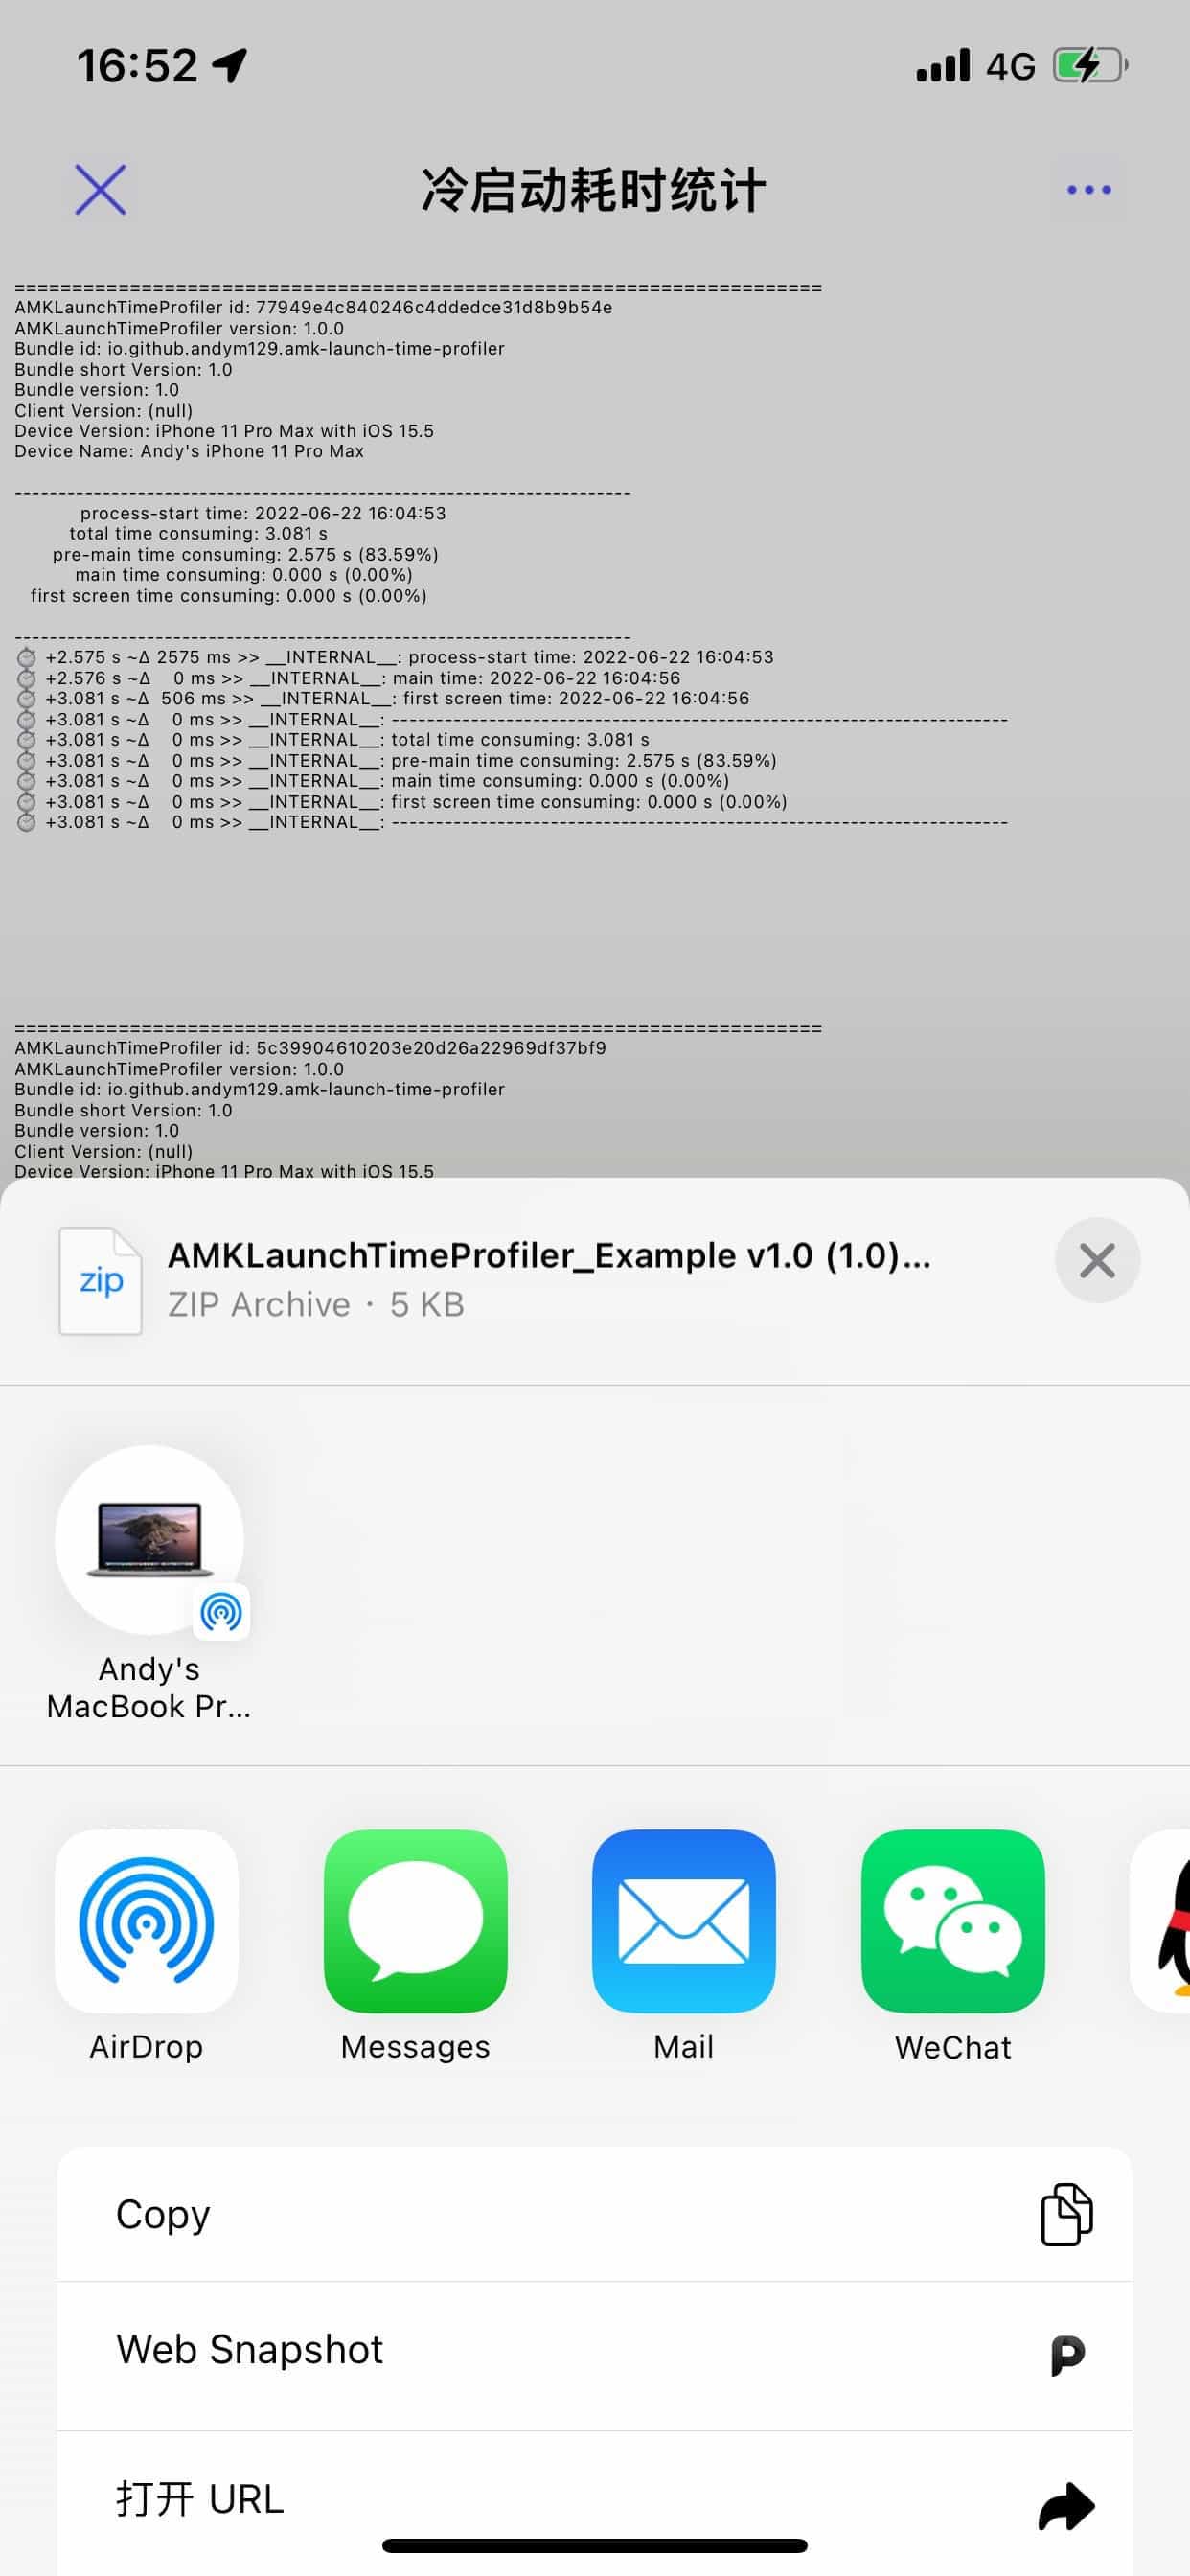 16:52
4G
冷启动耗时统计
======================================================================
AMKLaunchTimeProfiler id: 77949e4c840246c4ddedce31d8b9b54e
AMKLaunchTimeProfiler version: 1.0.0
Bundle id: io.github.andym129.amk-launch-time-profiler
Bundle short Version: 1.0
Bundle version: 1.0
Client Version: (null)
Device Version: iPhone 11 Pro Max with iOS 15.5
Device Name: Andy's iPhone 11 Pro Max
----------------------------------------------------------------------
process-start time: 2022-06-22 16:04:53
total time consuming: 3.081 s
pre-main time consuming: 2.575 s (83.59%)
main time consuming: 0.000 s (0.00%)
first screen time consuming: 0.000 s (0.00%)
----------------------------------------------------------------------
+2.575 s ~Δ 2575 ms >> __INTERNAL__: process-start time: 2022-06-22 16:04:53
+2.576 s ~Δ 0 ms >> __INTERNAL__: main time: 2022-06-22 16:04:56
+3.081 s ~Δ 506 ms >> __INTERNAL__: first screen time: 2022-06-22 16:04:56
+3.081 s ~Δ 0 ms >> __INTERNAL__: ----------------------------------------------------------------------
+3.081 s ~Δ 0 ms >> __INTERNAL__: total time consuming: 3.081 s
+3.081 s ~Δ 0 ms >> __INTERNAL__: pre-main time consuming: 2.575 s (83.59%)
+3.081 s ~Δ 0 ms >> __INTERNAL__: main time consuming: 0.000 s (0.00%)
+3.081 s ~Δ 0 ms >> __INTERNAL__: first screen time consuming: 0.000 s (0.00%)
+3.081 s ~Δ 0 ms >> __INTERNAL__: ----------------------------------------------------------------------
======================================================================
AMKLaunchTimeProfiler id: 5c39904610203e20d26a22969df37bf9
AMKLaunchTimeProfiler version: 1.0.0
Bundle id: io.github.andym129.amk-launch-time-profiler
Bundle short Version: 1.0
Bundle version: 1.0
Client Version: (null)
Device Version: iPhone 11 Pro Max with iOS 15.5
zip
AMKLaunchTimeProfiler_Example v1.0 (1.0)...
ZIP Archive · 5 KB
Andy's
MacBook Pr...
AirDrop
Messages
Mail
WeChat
Copy
Web Snapshot
打开 URL